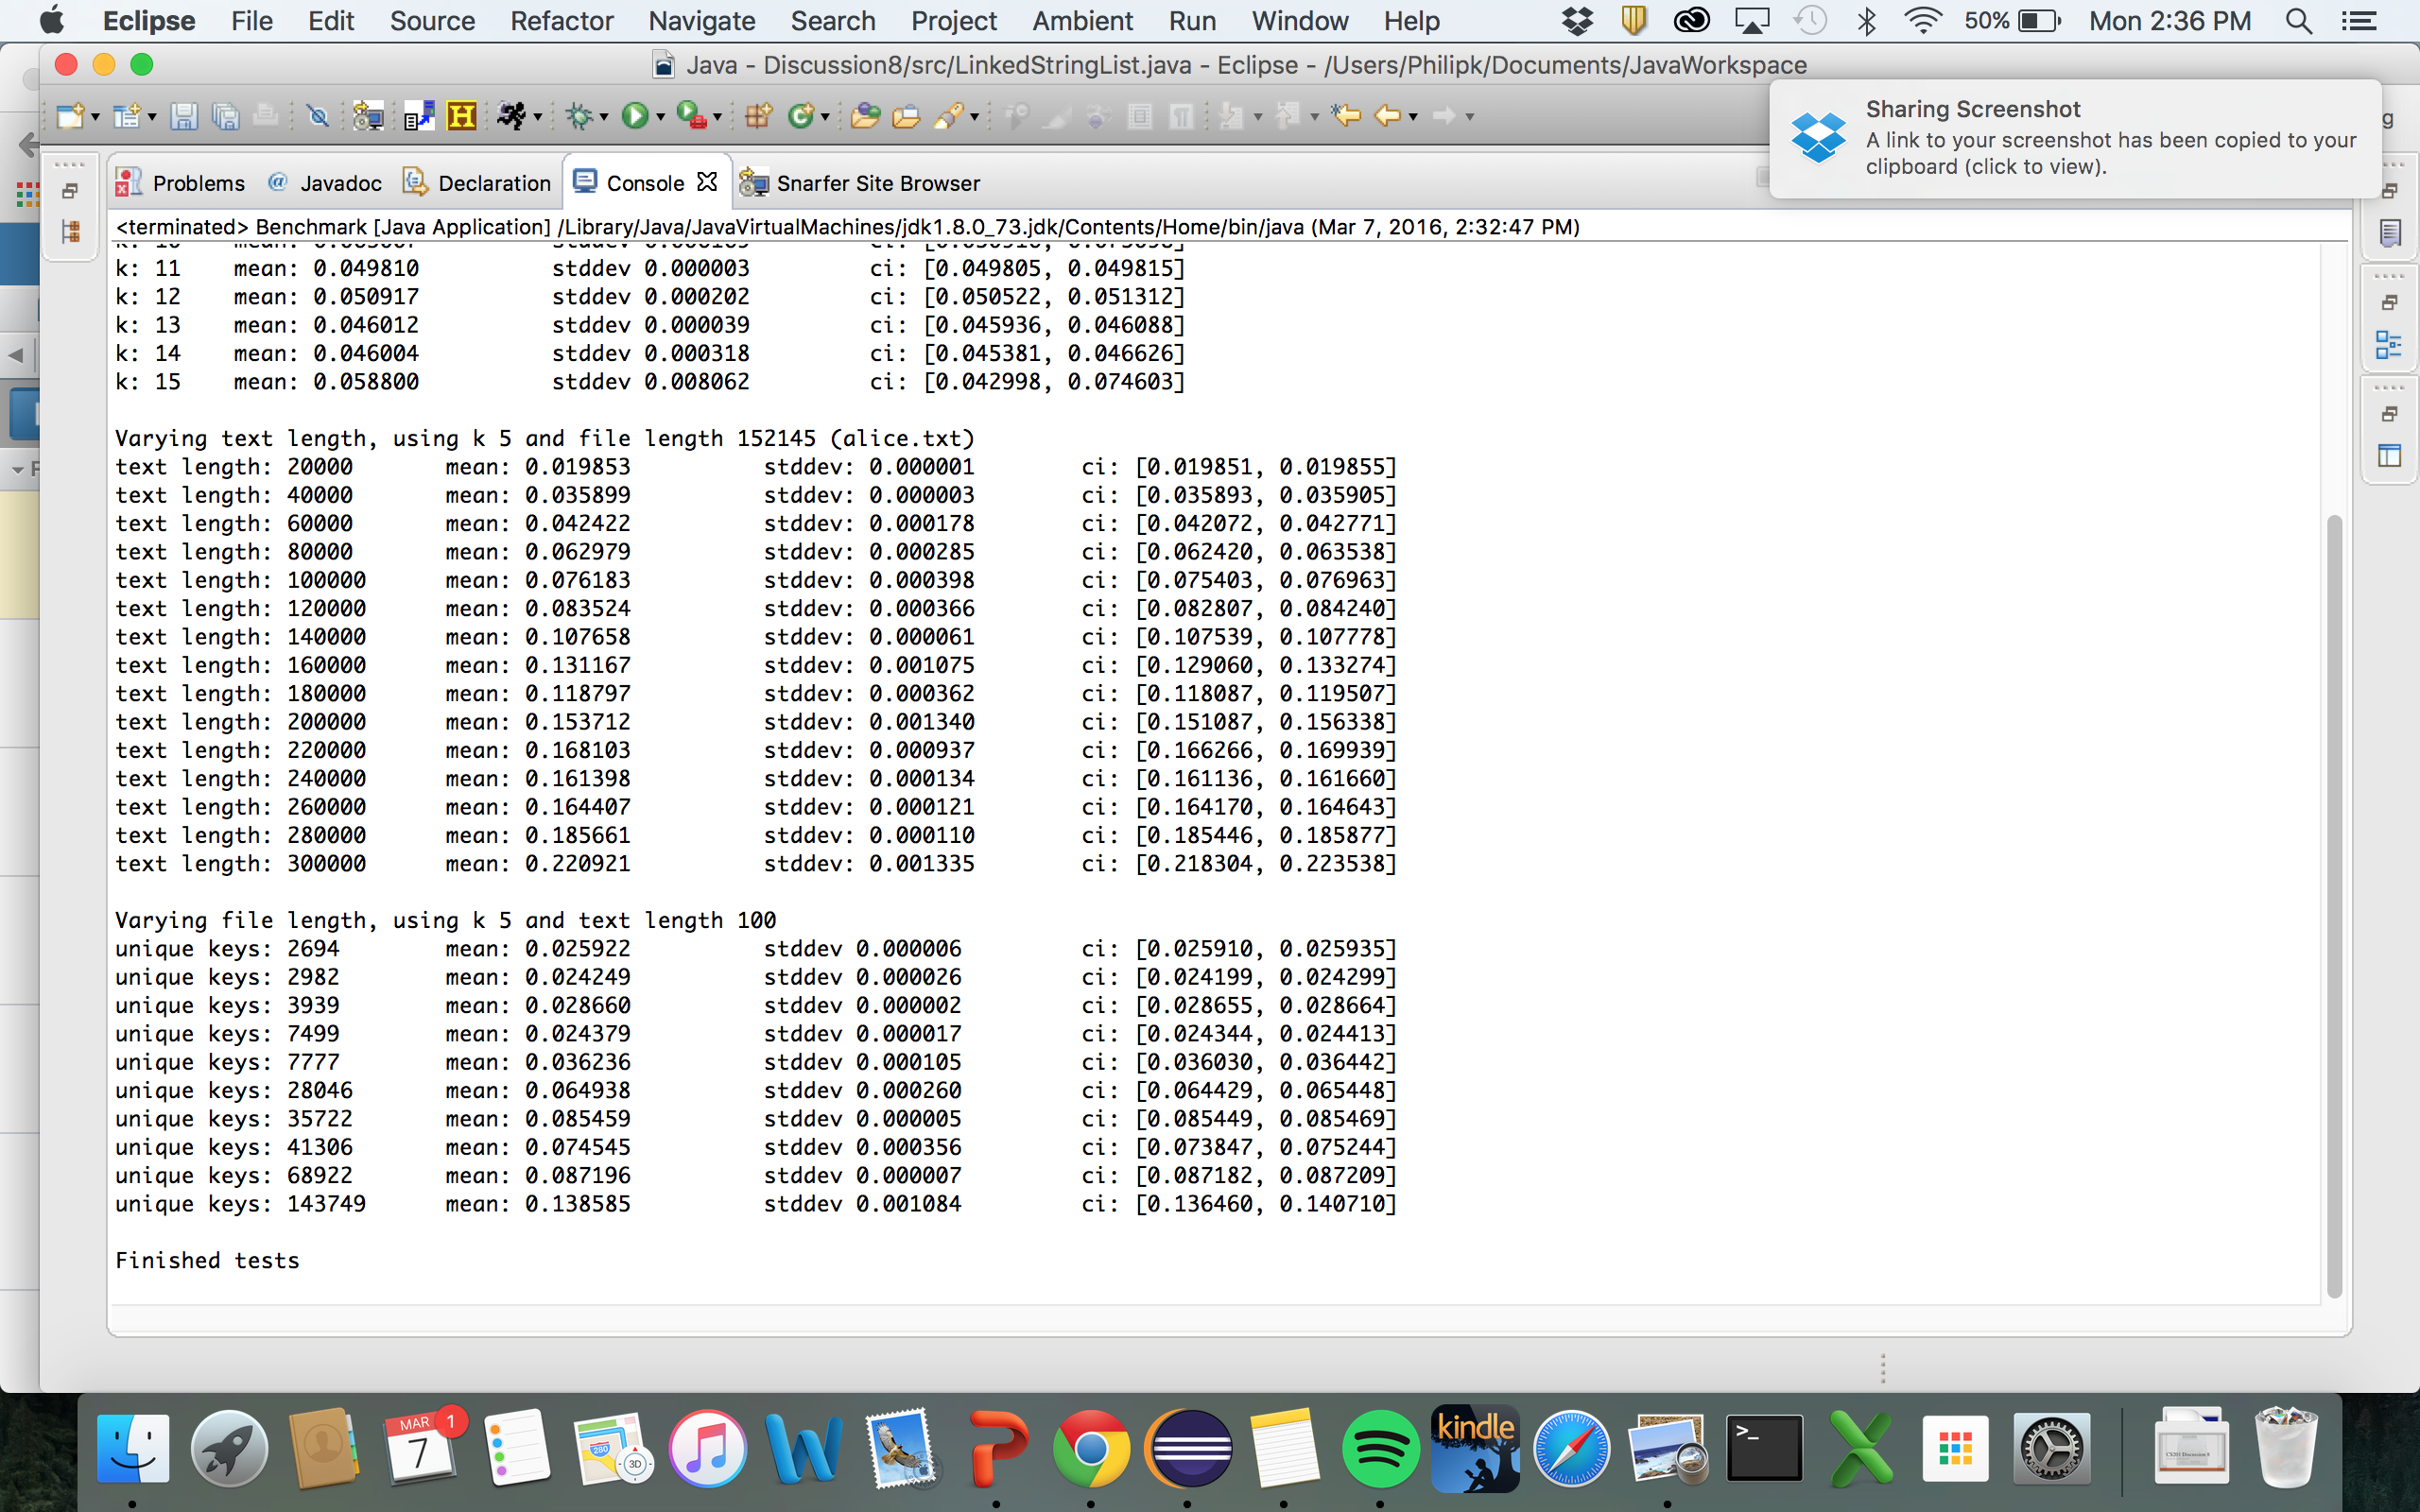 Eclipse File Edit Source Refactor Navigate Search Project Ambient Run Window Help 50% Mon 2:36 PM
Java - Discussion8/src/LinkedStringList.java - Eclipse - /Users/Philipk/Documents/JavaWorkspace
Sharing Screenshot
A link to your screenshot has been copied to your
clipboard (click to view).
Problems Javadoc Declaration Console Snarfer Site Browser
<terminated> Benchmark [Java Application] /Library/Java/JavaVirtualMachines/jdk1.8.0_73.jdk/Contents/Home/bin/java (Mar 7, 2016, 2:32:47 PM)
k: 11 mean: 0.049810 stddev 0.000003 ci: [0.049805, 0.049815]
k: 12 mean: 0.050917 stddev 0.000202 ci: [0.050522, 0.051312]
k: 13 mean: 0.046012 stddev 0.000039 ci: [0.045936, 0.046088]
k: 14 mean: 0.046004 stddev 0.000318 ci: [0.045381, 0.046626]
k: 15 mean: 0.058800 stddev 0.008062 ci: [0.042998, 0.074603]
Varying text length, using k 5 and file length 152145 (alice.txt)
text length: 20000 mean: 0.019853 stddev: 0.000001 ci: [0.019851, 0.019855]
text length: 40000 mean: 0.035899 stddev: 0.000003 ci: [0.035893, 0.035905]
text length: 60000 mean: 0.042422 stddev: 0.000178 ci: [0.042072, 0.042771]
text length: 80000 mean: 0.062979 stddev: 0.000285 ci: [0.062420, 0.063538]
text length: 100000 mean: 0.076183 stddev: 0.000398 ci: [0.075403, 0.076963]
text length: 120000 mean: 0.083524 stddev: 0.000366 ci: [0.082807, 0.084240]
text length: 140000 mean: 0.107658 stddev: 0.000061 ci: [0.107539, 0.107778]
text length: 160000 mean: 0.131167 stddev: 0.001075 ci: [0.129060, 0.133274]
text length: 180000 mean: 0.118797 stddev: 0.000362 ci: [0.118087, 0.119507]
text length: 200000 mean: 0.153712 stddev: 0.001340 ci: [0.151087, 0.156338]
text length: 220000 mean: 0.168103 stddev: 0.000937 ci: [0.166266, 0.169939]
text length: 240000 mean: 0.161398 stddev: 0.000134 ci: [0.161136, 0.161660]
text length: 260000 mean: 0.164407 stddev: 0.000121 ci: [0.164170, 0.164643]
text length: 280000 mean: 0.185661 stddev: 0.000110 ci: [0.185446, 0.185877]
text length: 300000 mean: 0.220921 stddev: 0.001335 ci: [0.218304, 0.223538]
Varying file length, using k 5 and text length 100
unique keys: 2694 mean: 0.025922 stddev 0.000006 ci: [0.025910, 0.025935]
unique keys: 2982 mean: 0.024249 stddev 0.000026 ci: [0.024199, 0.024299]
unique keys: 3939 mean: 0.028660 stddev 0.000002 ci: [0.028655, 0.028664]
unique keys: 7499 mean: 0.024379 stddev 0.000017 ci: [0.024344, 0.024413]
unique keys: 7777 mean: 0.036236 stddev 0.000105 ci: [0.036030, 0.036442]
unique keys: 28046 mean: 0.064938 stddev 0.000260 ci: [0.064429, 0.065448]
unique keys: 35722 mean: 0.085459 stddev 0.000005 ci: [0.085449, 0.085469]
unique keys: 41306 mean: 0.074545 stddev 0.000356 ci: [0.073847, 0.075244]
unique keys: 68922 mean: 0.087196 stddev 0.000007 ci: [0.087182, 0.087209]
unique keys: 143749 mean: 0.138585 stddev 0.001084 ci: [0.136460, 0.140710]
Finished tests
MAR 1
7
280
3D
kindle